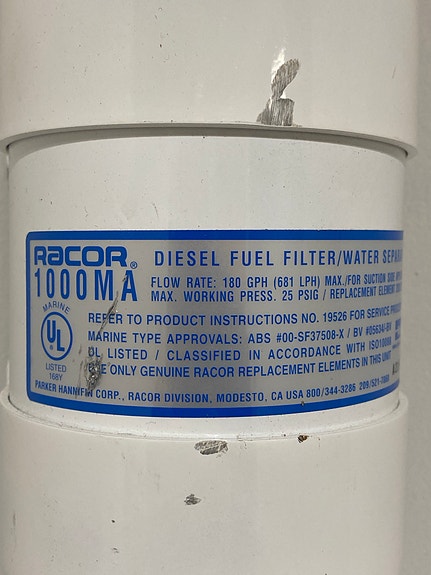 RACOR®
1000MA
DIESEL FUEL FILTER/WATER
FLOW RATE: 180 GPH (681 LPH) MAX./FOR SUCTION SIDE
MAX. WORKING PRESS. 25 PSIG / REPLACEMENT ELEMENT
MARINE
UL
LISTED
168Y
REFER TO PRODUCT INSTRUCTIONS NO. 19526 FOR SERVICE
MARINE TYPE APPROVALS: ABS #00-SF37508-X / BV #05634/
UL LISTED / CLASSIFIED IN ACCORDANCE WITH
USE ONLY GENUINE RACOR REPLACEMENT ELEMENTS IN THIS UNIT
PARKER HANNIFIN CORP., RACOR DIVISION, MODESTO, CA USA 800/344-3286